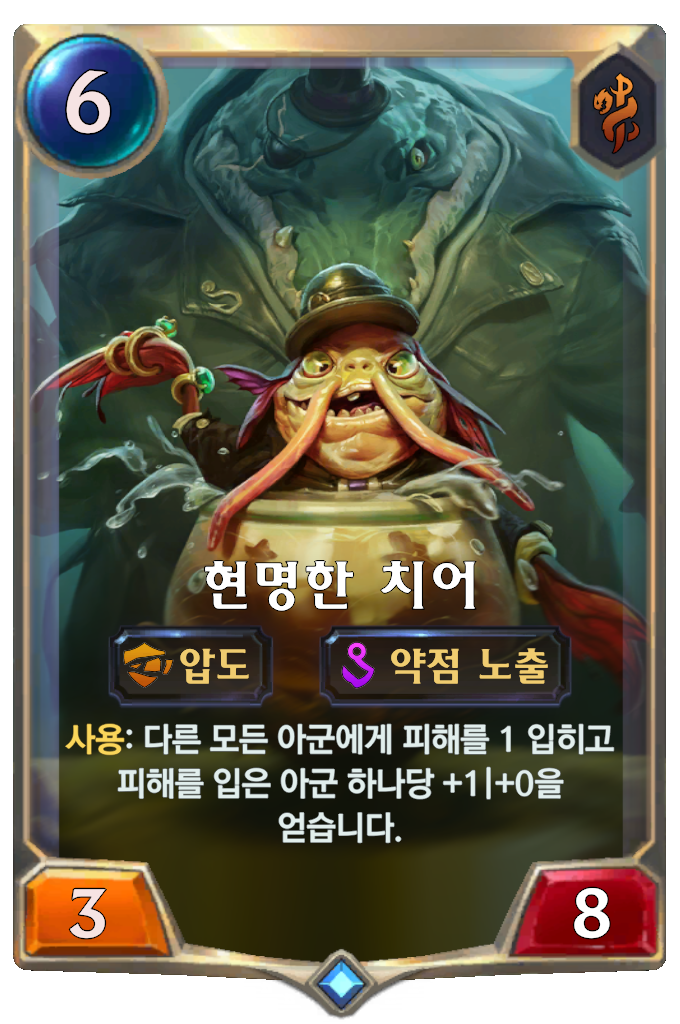 6
현명한 치어
압도 약점 노출
사용: 다른 모든 아군에게 피해를 1 입히고
피해를 입은 아군 하나당 +1|+0을
얻습니다.
3 8